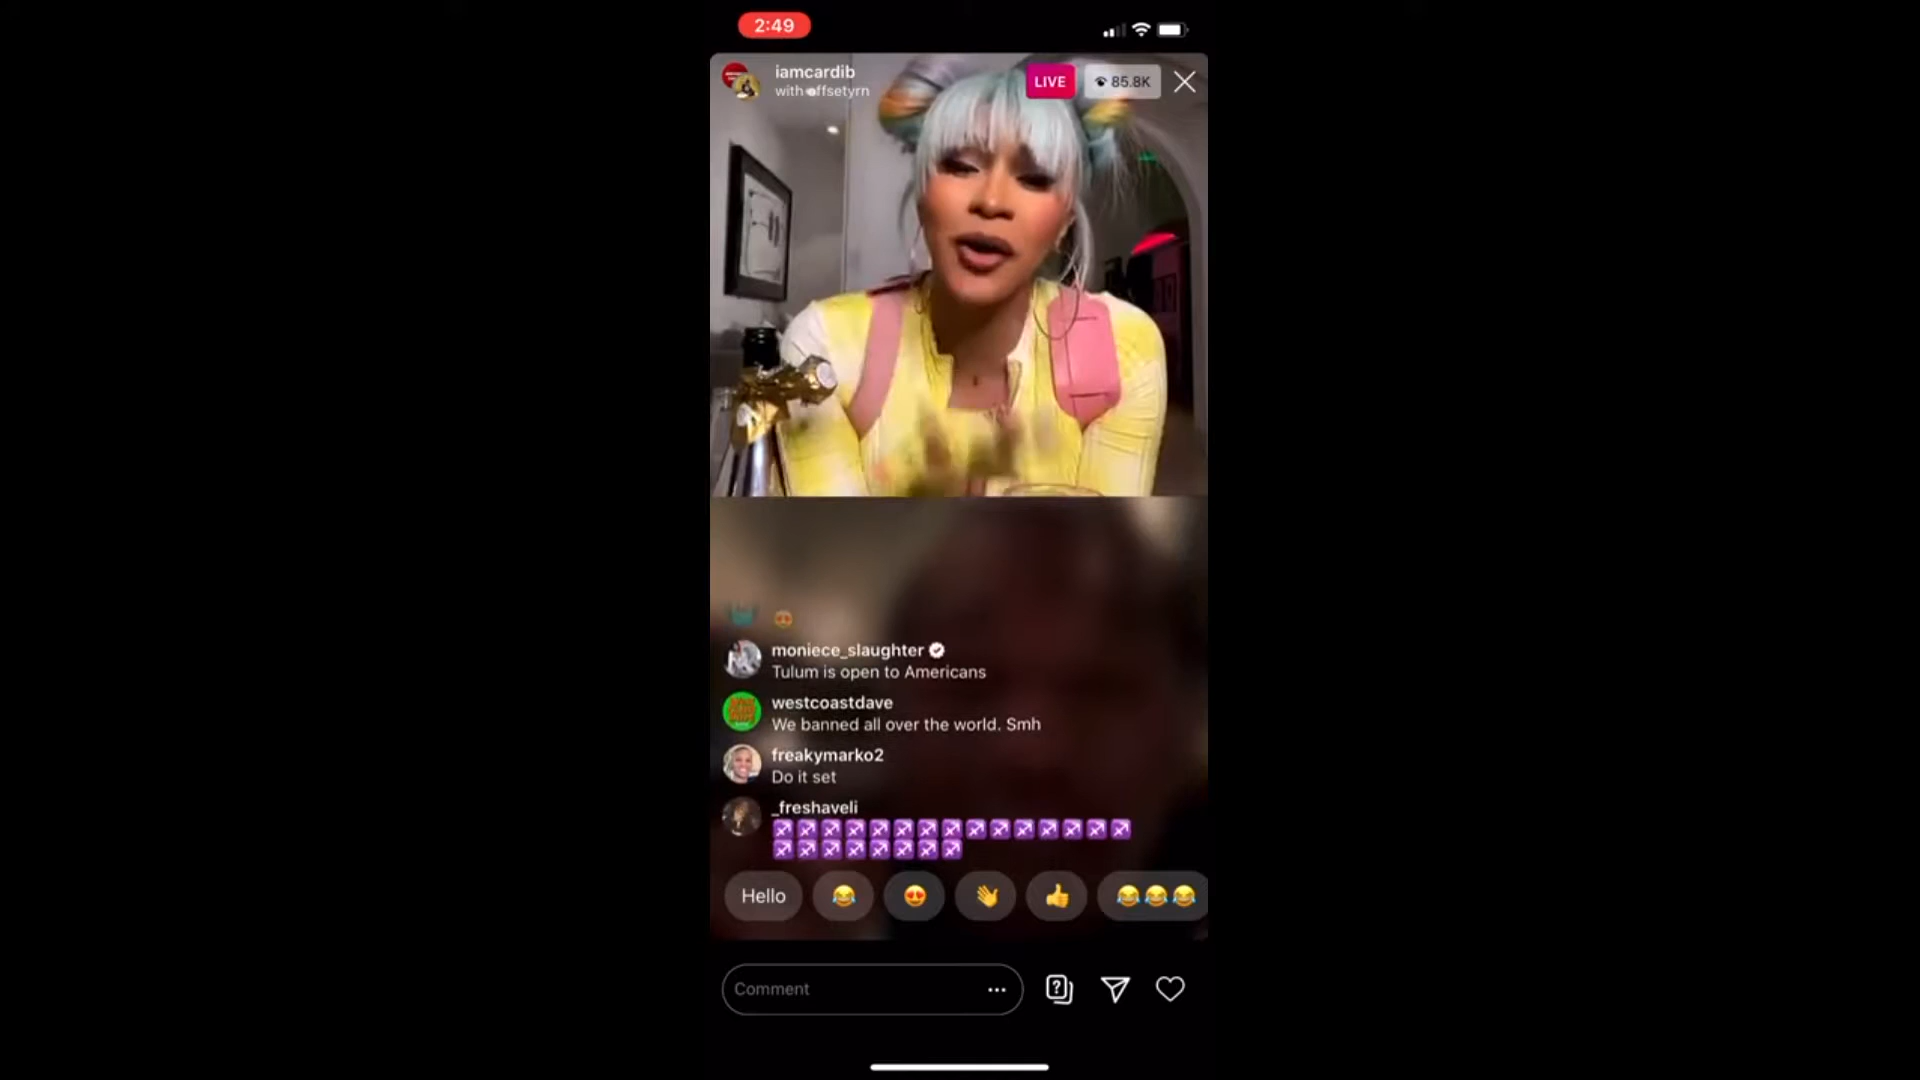 2:49
iamcardib
with offsetyrn
LIVE
85.8K
moniece_slaughter
Tulum is open to Americans
westcoastdave
We banned all over the world. Smh
freakymarko2
Do it set
_freshaveli
Hello
Comment